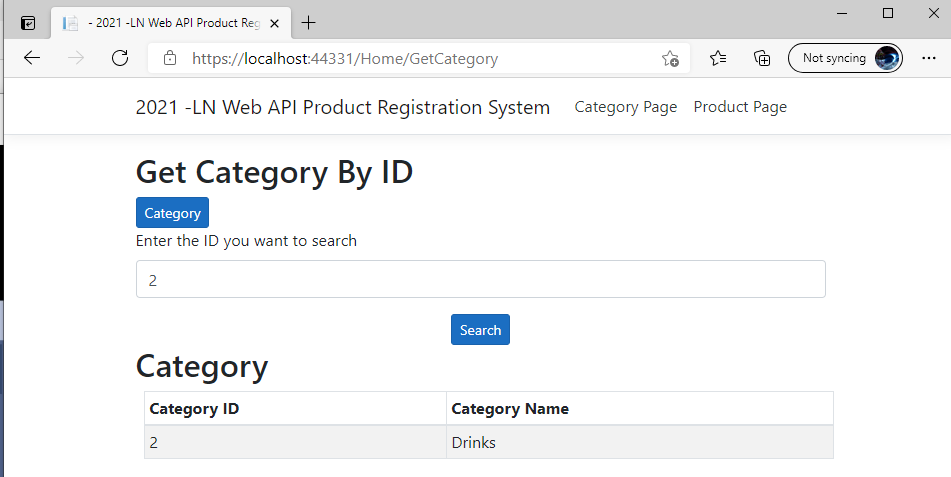 - 2021 -LN Web API Product Reg
https://localhost:44331/Home/GetCategory
Not syncing
2021 -LN Web API Product Registration System Category Page Product Page
Get Category By ID
Category
Enter the ID you want to search
2
Search
Category
Category ID Category Name
2 Drinks